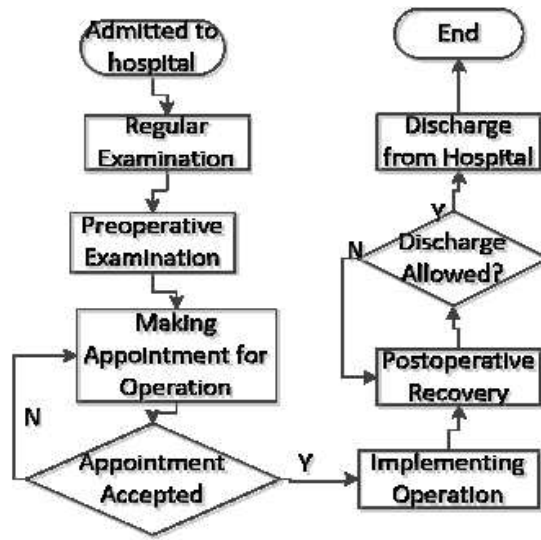 Admitted to
hospital
Regular
Examination
Preoperative
Examination
Making
Appointment for
Operation
N
Appointment
Accepted
Y
Implementing
Operation
Postoperative
Recovery
N
Discharge
Allowed?
Y
Discharge
from Hospital
End